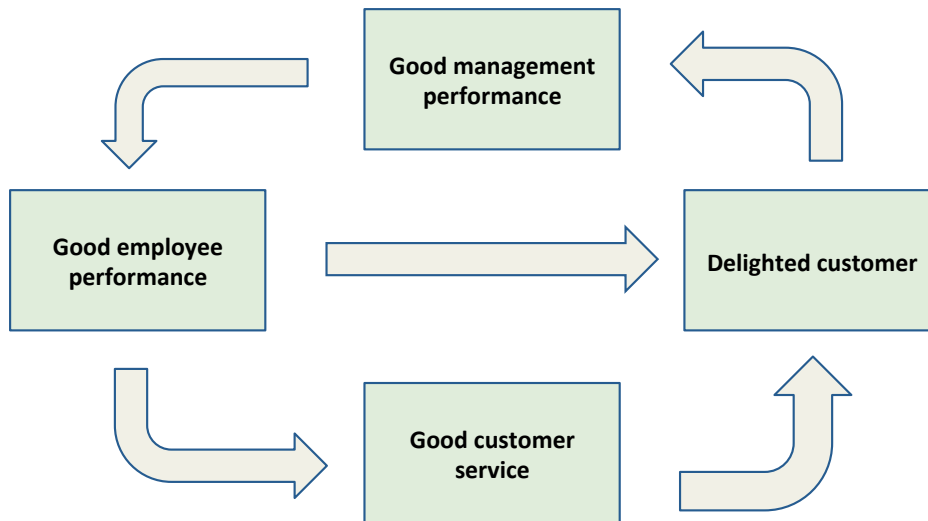 Good management
performance
Good employee
performance
Delighted customer
Good customer
service